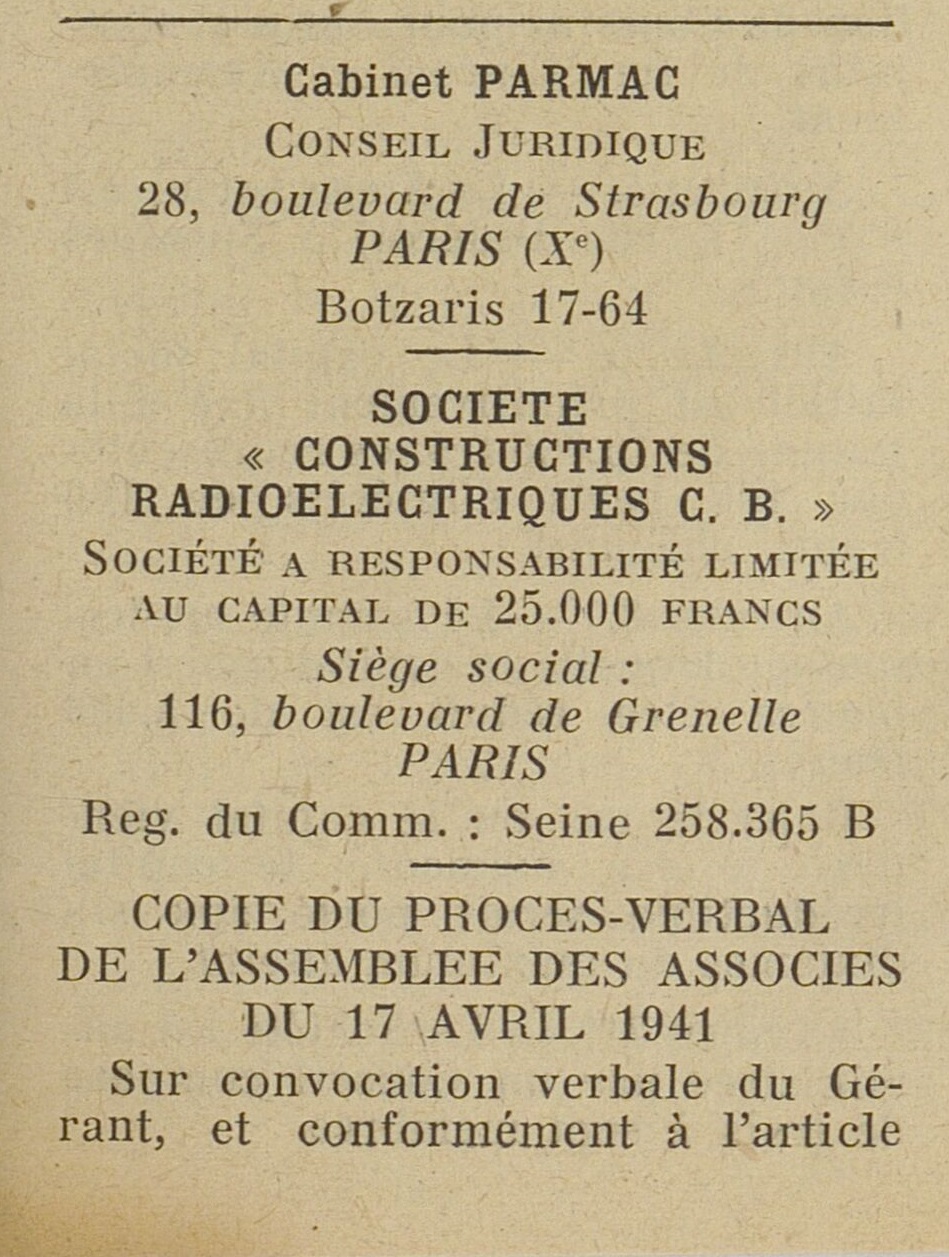 Cabinet PARMAC
CONSEIL JURIDIQUE
28, boulevard de Strasbourg
PARIS (Xe)
Botzaris 17-64
SOCIETE
« CONSTRUCTIONS
RADIOELECTRIQUES C. B. »
SOCIÉTÉ A RESPONSABILITÉ LIMITÉE
AU CAPITAL DE 25.000 FRANCS
Siège social :
116, boulevard de Grenelle
PARIS
Reg. du Comm. : Seine 258.365 B
COPIE DU PROCES-VERBAL
DE L'ASSEMBLEE DES ASSOCIES
DU 17 AVRIL 1941
Sur convocation verbale du Gé-
rant, et conformément à l'article